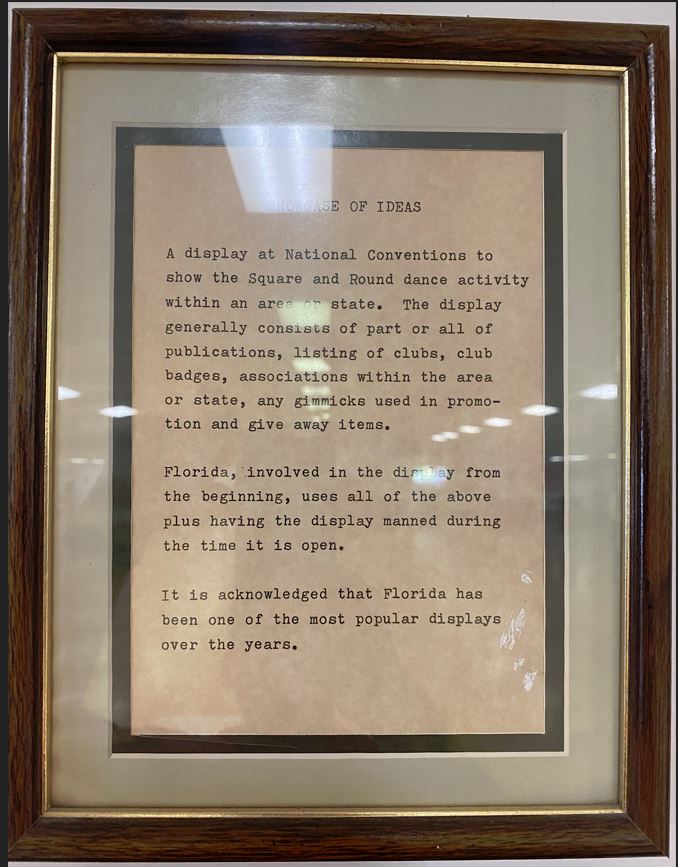 SHOWCASE OF IDEAS
A display at National Conventions to
show the Square and Round dance activity
within an area or state. The display
generally consists of part or all of
publications, listing of clubs, club
badges, associations within the area
or state, any gimmicks used in promo-
tion and give away items.
Florida, involved in the display from
the beginning, uses all of the above
plus having the display manned during
the time it is open.
It is acknowledged that Florida has
been one of the most popular displays
over the years.